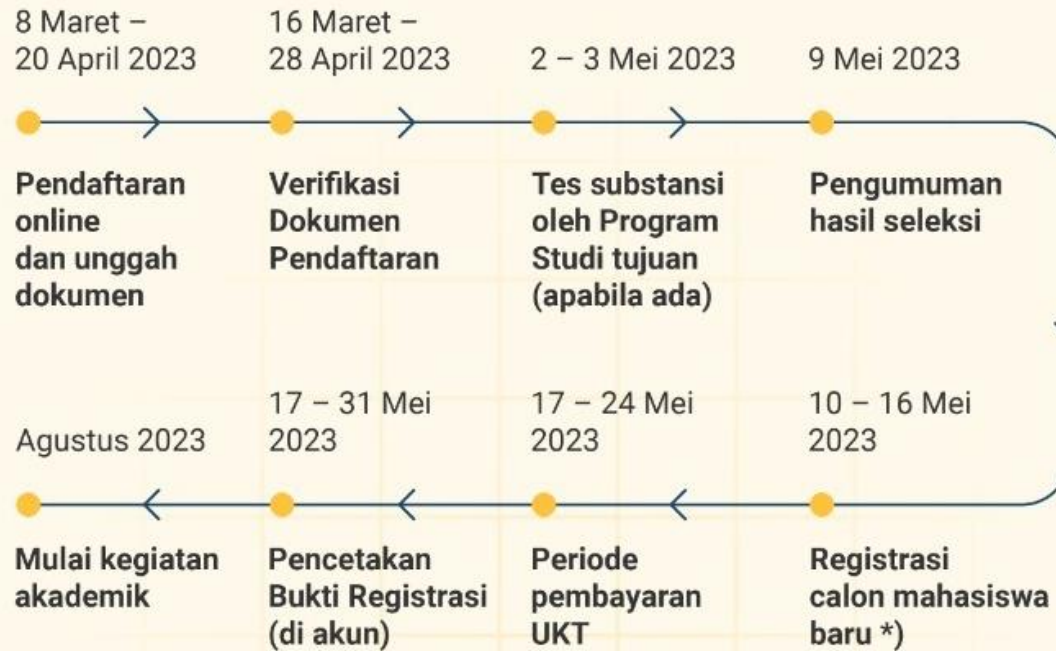 8 Maret –
20 April 2023
Pendaftaran
online
dan unggah
dokumen
16 Maret –
28 April 2023
Verifikasi
Dokumen
Pendaftaran
2 – 3 Mei 2023
Tes substansi
oleh Program
Studi tujuan
(apabila ada)
9 Mei 2023
Pengumuman
hasil seleksi
10 – 16 Mei
2023
Registrasi
calon mahasiswa
baru *)
17 – 24 Mei
2023
Periode
pembayaran
UKT
17 – 31 Mei
2023
Pencetakan
Bukti Registrasi
(di akun)
Agustus 2023
Mulai kegiatan
akademik